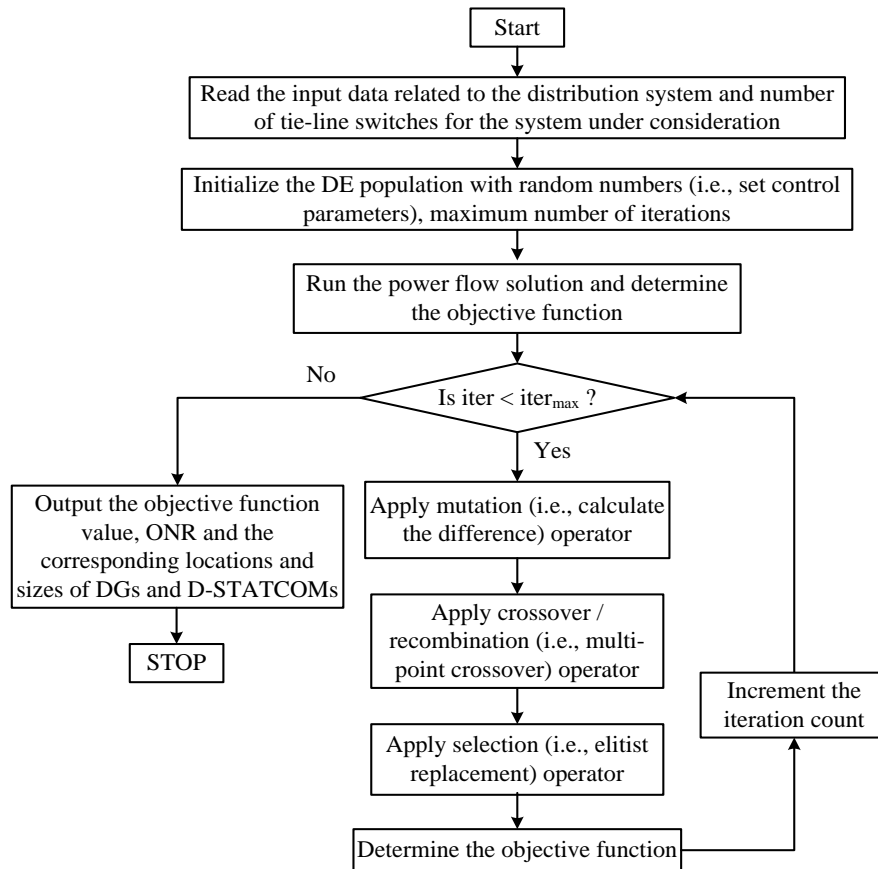 Start
Read the input data related to the distribution system and number
of tie-line switches for the system under consideration
Initialize the DE population with random numbers (i.e., set control
parameters), maximum number of iterations
Run the power flow solution and determine
the objective function
No
Is iter < itermax ?
Yes
Output the objective function
value, ONR and the
corresponding locations and
sizes of DGs and D-STATCOMs
STOP
Apply mutation (i.e., calculate
the difference) operator
Apply crossover /
recombination (i.e., multi-
point crossover) operator
Apply selection (i.e., elitist
replacement) operator
Determine the objective function
Increment the
iteration count